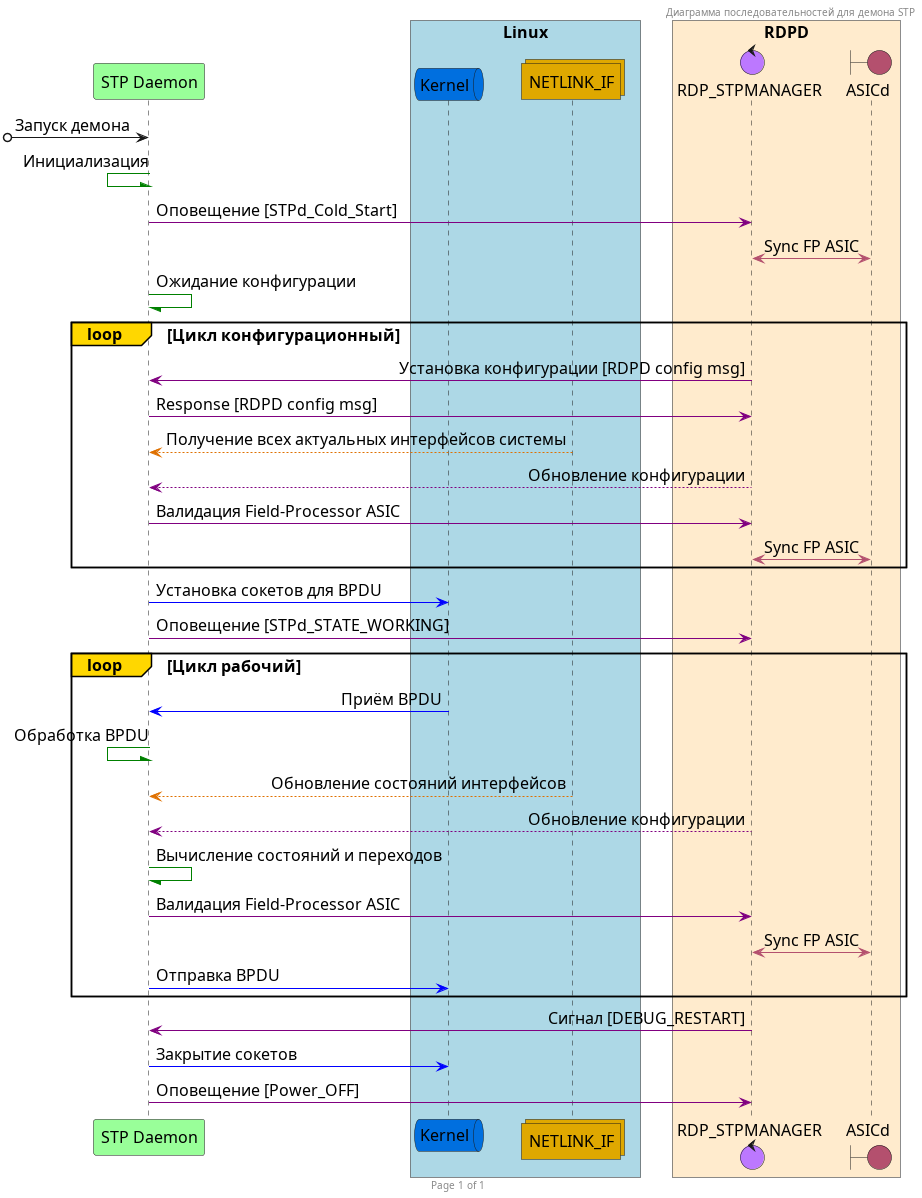 Диаграмма последовательностей для демона STP
Linux
RDPD
STP Daemon
Kernel
NETLINK_IF
RDP_STPMANAGER
ASICd
Запуск демона
Инициализация
Оповещение [STPd_Cold_Start]
Sync FP ASIC
Ожидание конфигурации
loop
[Цикл конфигурационный]
Установка конфигурации [RDPD config msg]
Response [RDPD config msg]
Получение всех актуальных интерфейсов системы
Обновление конфигурации
Валидация Field-Processor ASIC
Sync FP ASIC
Установка сокетов для BPDU
Оповещение [STPd_STATE_WORKING]
loop
[Цикл рабочий]
Приём BPDU
Обработка BPDU
Обновление состояний интерфейсов
Обновление конфигурации
Вычисление состояний и переходов
Валидация Field-Processor ASIC
Sync FP ASIC
Отправка BPDU
Сигнал [DEBUG_RESTART]
Закрытие сокетов
Оповещение [Power_OFF]
STP Daemon
Kernel
NETLINK_IF
RDP_STPMANAGER
ASICd
Page 1 of 1